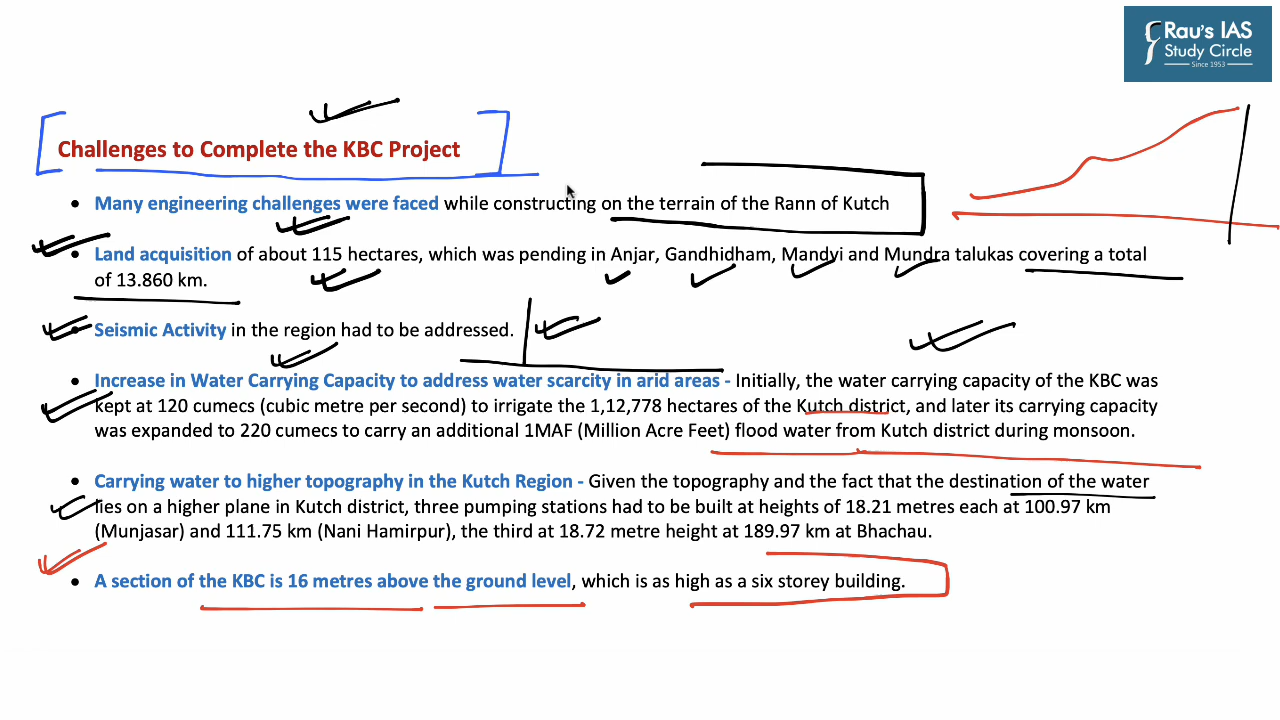 Rau's IAS
Study Circle
Since 1953
Challenges to Complete the KBC Project
• Many engineering challenges were faced while constructing on the terrain of the Rann of Kutch
• Land acquisition of about 115 hectares, which was pending in Anjar, Gandhidham, Mandvi and Mundra talukas covering a total
of 13.860 km.
• Seismic Activity in the region had to be addressed.
• Increase in Water Carrying Capacity to address water scarcity in arid areas - Initially, the water carrying capacity of the KBC was
kept at 120 cumecs (cubic metre per second) to irrigate the 1,12,778 hectares of the Kutch district, and later its carrying capacity
was expanded to 220 cumecs to carry an additional 1MAF (Million Acre Feet) flood water from Kutch district during monsoon.
• Carrying water to higher topography in the Kutch Region - Given the topography and the fact that the destination of the water
lies on a higher plane in Kutch district, three pumping stations had to be built at heights of 18.21 metres each at 100.97 km
(Munjasar) and 111.75 km (Nani Hamirpur), the third at 18.72 metre height at 189.97 km at Bhachau.
• A section of the KBC is 16 metres above the ground level, which is as high as a six storey building.